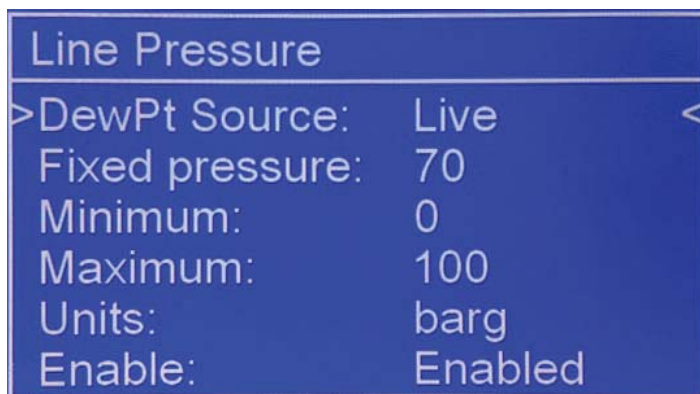 Line Pressure
>DewPt Source: Live <
Fixed pressure: 70
Minimum: 0
Maximum: 100
Units: barg
Enable: Enabled